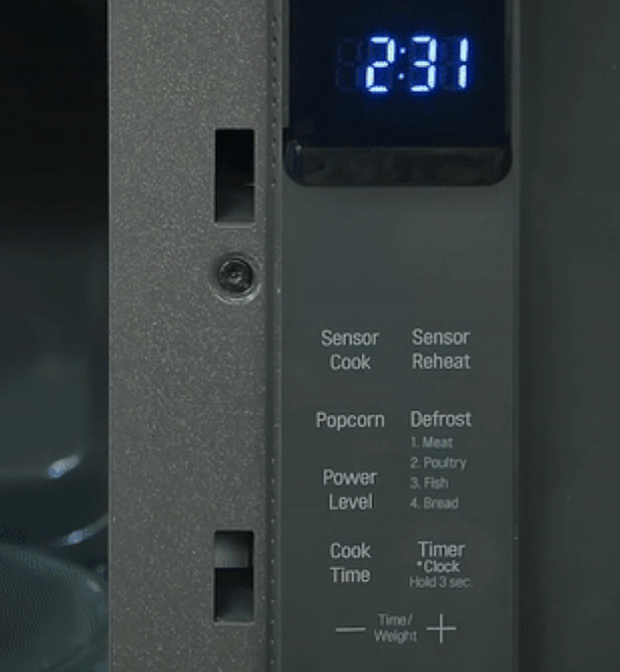 2:31
Sensor Cook
Sensor Reheat
Popcorn
Defrost
1. Meat
2. Poultry
3. Fish
4. Bread
Power Level
Cook Time
Timer
*Clock
Hold 3 sec.
— Time/ Weight +